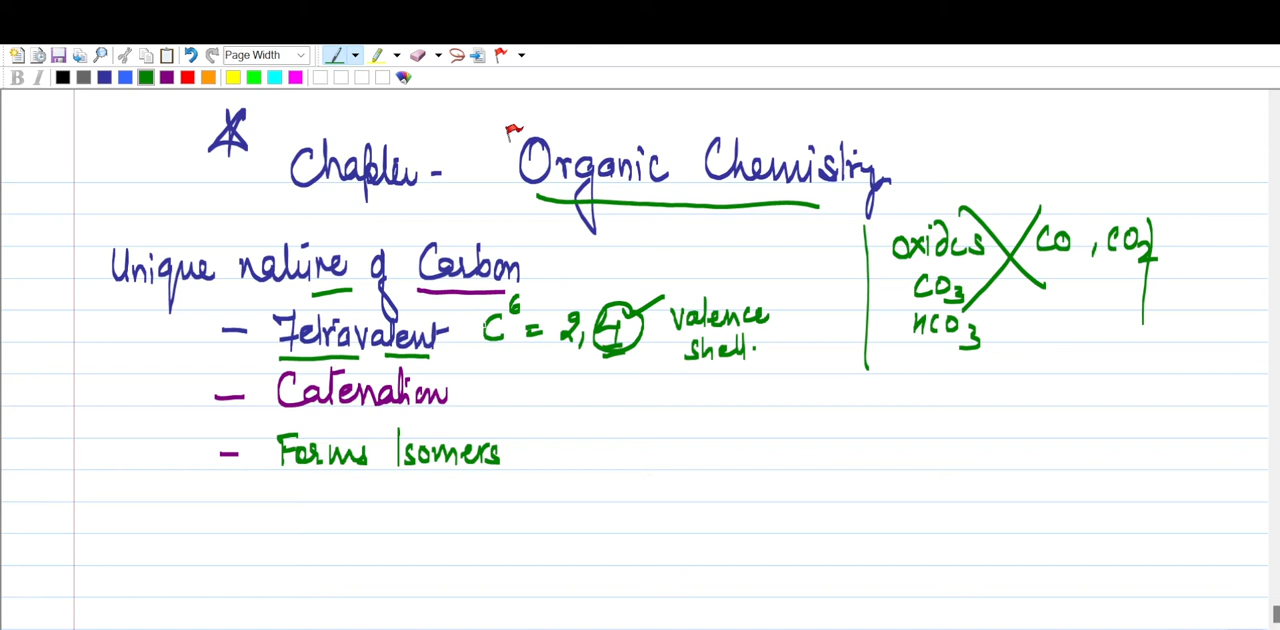 Page Width
B I
Chapter - Organic Chemistry
Unique nature of Carbon
- Tetravalent C⁶ = 2, 4 valence shell.
- Catenation
- Forms Isomers
oxides CO, CO₂
CO₃
HCO₃